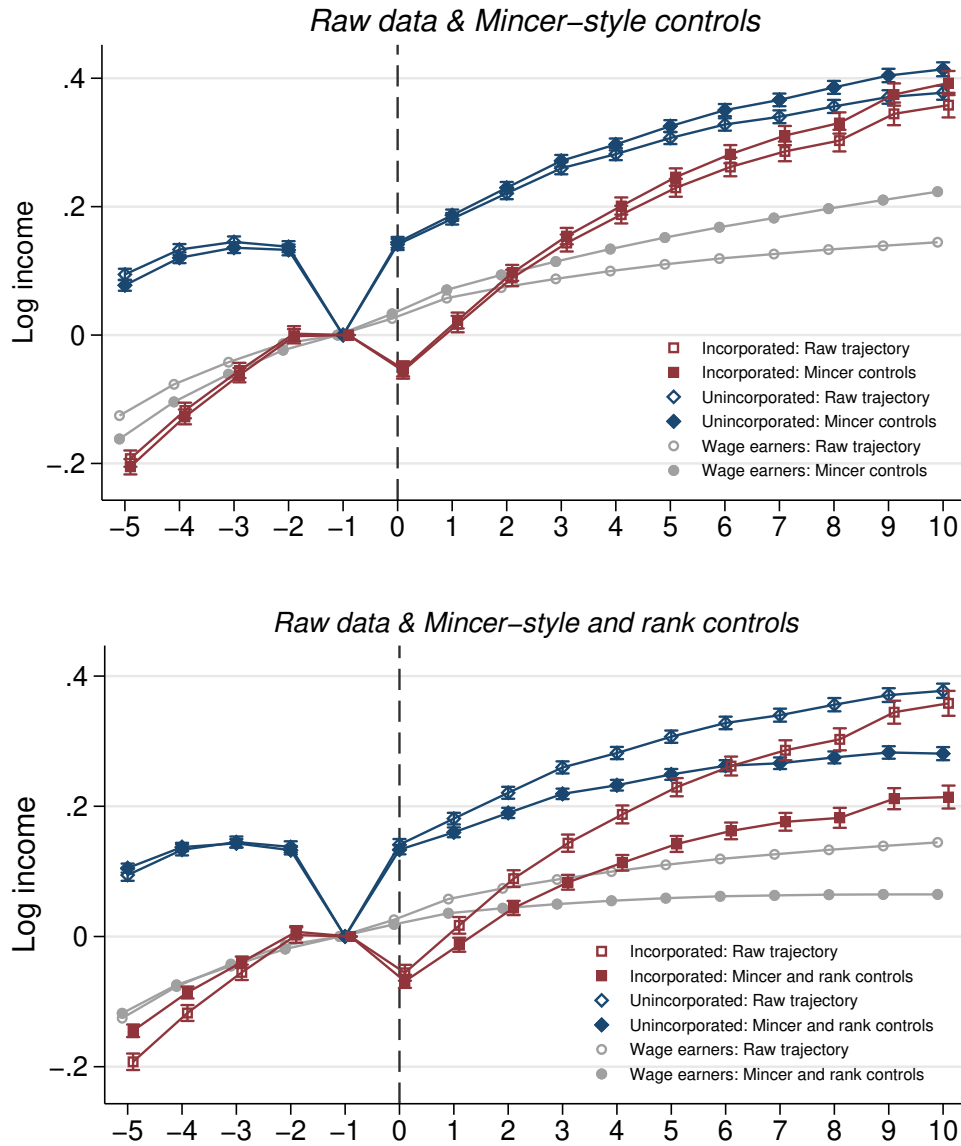 Raw data & Mincer−style controls
Log income
.4
.2
0
−.2
Incorporated: Raw trajectory
Incorporated: Mincer controls
Unincorporated: Raw trajectory
Unincorporated: Mincer controls
Wage earners: Raw trajectory
Wage earners: Mincer controls
−5 −4 −3 −2 −1 0 1 2 3 4 5 6 7 8 9 10
Raw data & Mincer−style and rank controls
Log income
.4
.2
0
−.2
Incorporated: Raw trajectory
Incorporated: Mincer and rank controls
Unincorporated: Raw trajectory
Unincorporated: Mincer and rank controls
Wage earners: Raw trajectory
Wage earners: Mincer and rank controls
−5 −4 −3 −2 −1 0 1 2 3 4 5 6 7 8 9 10